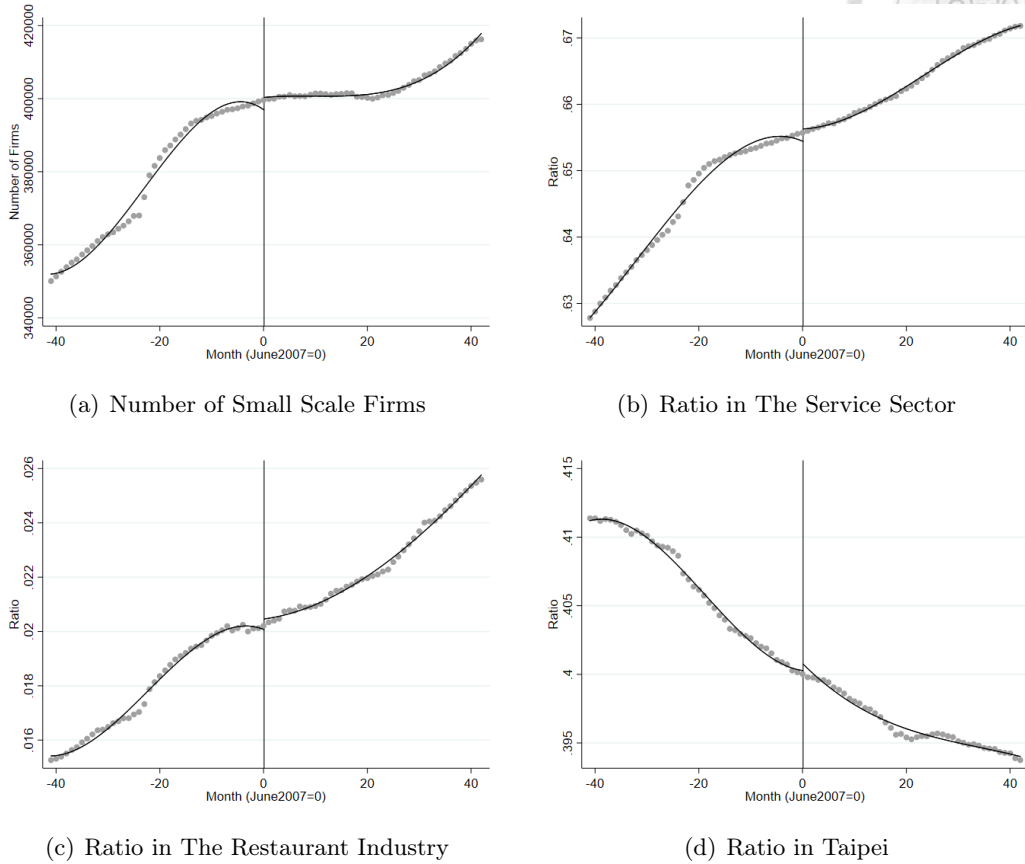 420000
400000
380000
360000
340000
Number of Firms
-40 -20 0 20 40
Month (June2007=0)
(a) Number of Small Scale Firms
.67
.66
.65
.64
.63
Ratio
-40 -20 0 20 40
Month (June2007=0)
(b) Ratio in The Service Sector
.026
.024
.022
.02
.018
.016
Ratio
-40 -20 0 20 40
Month (June2007=0)
(c) Ratio in The Restaurant Industry
.415
.41
.405
.4
.395
Ratio
-40 -20 0 20 40
Month (June2007=0)
(d) Ratio in Taipei